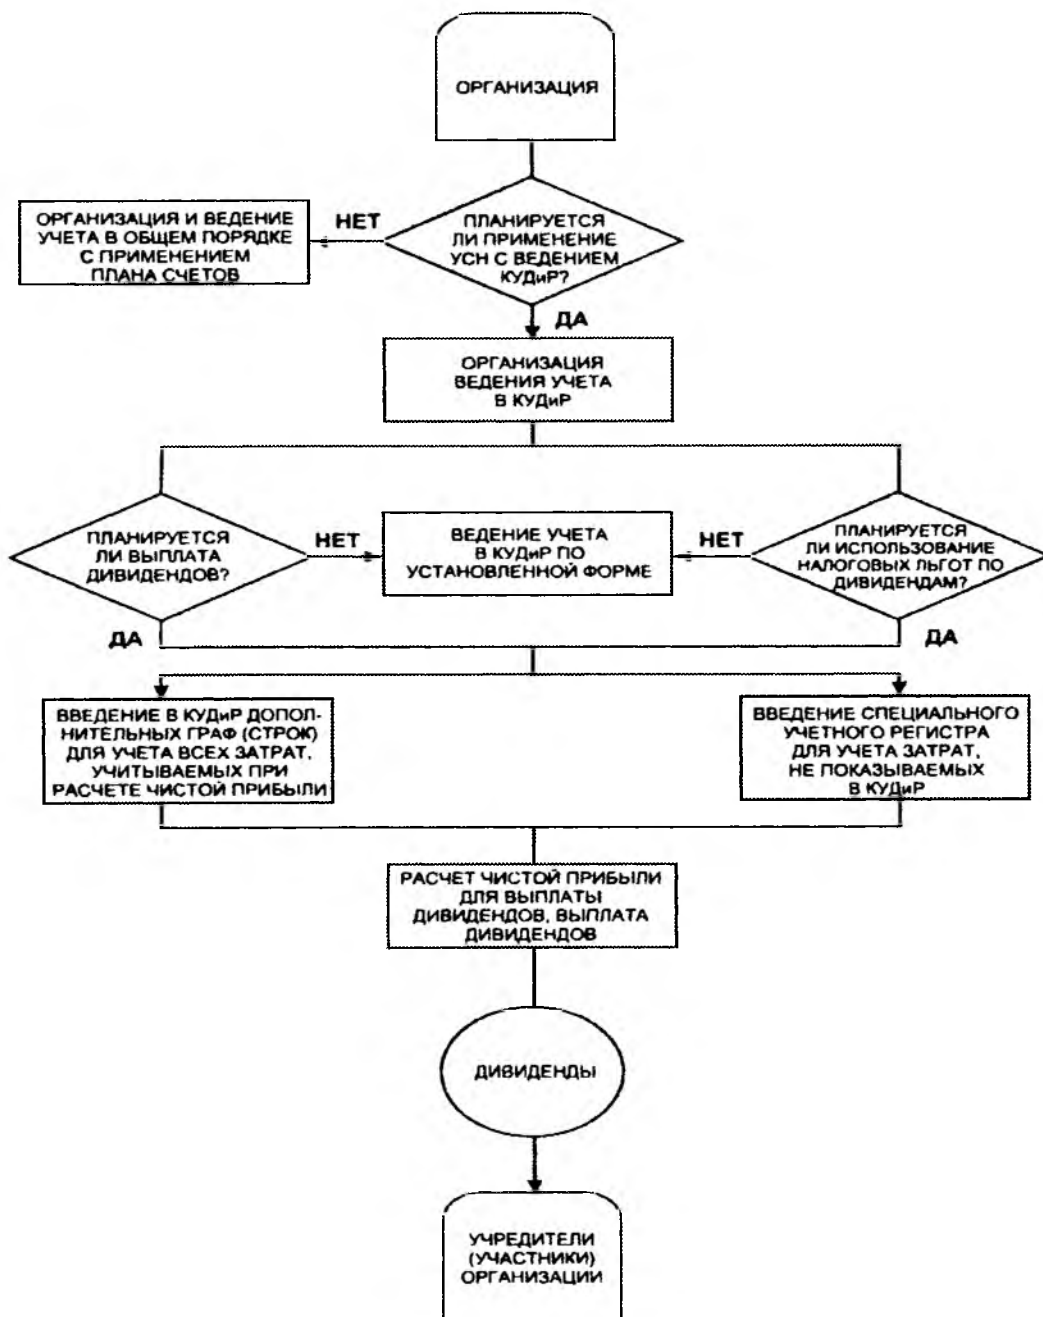 ОРГАНИЗАЦИЯ
ПЛАНИРУЕТСЯ
ЛИ ПРИМЕНЕНИЕ
УСН С ВЕДЕНИЕМ
КУДиР?
НЕТ
ОРГАНИЗАЦИЯ И ВЕДЕНИЕ
УЧЕТА В ОБЩЕМ ПОРЯДКЕ
С ПРИМЕНЕНИЕМ
ПЛАНА СЧЕТОВ
ДА
ОРГАНИЗАЦИЯ
ВЕДЕНИЯ УЧЕТА
В КУДиР
ПЛАНИРУЕТСЯ
ЛИ ВЫПЛАТА
ДИВИДЕНДОВ?
НЕТ
ВЕДЕНИЕ УЧЕТА
В КУДиР ПО
УСТАНОВЛЕННОЙ ФОРМЕ
НЕТ
ПЛАНИРУЕТСЯ
ЛИ ИСПОЛЬЗОВАНИЕ
НАЛОГОВЫХ ЛЬГОТ ПО
ДИВИДЕНДАМ?
ДА
ДА
ВВЕДЕНИЕ В КУДиР ДОПОЛ-
НИТЕЛЬНЫХ ГРАФ (СТРОК)
ДЛЯ УЧЕТА ВСЕХ ЗАТРАТ,
УЧИТЫВАЕМЫХ ПРИ
РАСЧЕТЕ ЧИСТОЙ ПРИБЫЛИ
ВВЕДЕНИЕ СПЕЦИАЛЬНОГО
УЧЕТНОГО РЕГИСТРА
ДЛЯ УЧЕТА ЗАТРАТ,
НЕ ПОКАЗЫВАЕМЫХ
В КУДиР
РАСЧЕТ ЧИСТОЙ ПРИБЫЛИ
ДЛЯ ВЫПЛАТЫ
ДИВИДЕНДОВ, ВЫПЛАТА
ДИВИДЕНДОВ
ДИВИДЕНДЫ
УЧРЕДИТЕЛИ
(УЧАСТНИКИ)
ОРГАНИЗАЦИИ